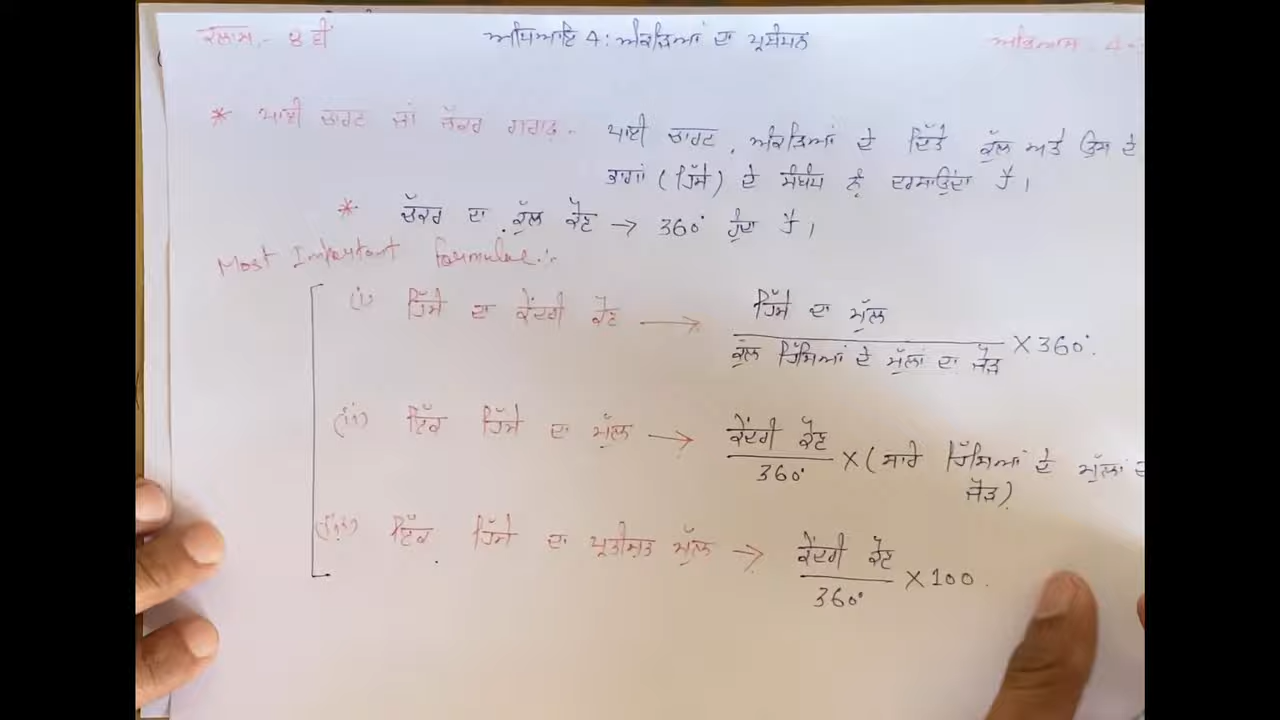 ਕਲਾਸ - 8 ਵੀਂ
ਅਧਿਆਇ 4 : ਅੰਕੜਿਆਂ ਦਾ ਪ੍ਰਬੰਧਨ
ਅਭਿਆਸ : 4
* ਪਾਈ ਚਾਰਟ ਜਾਂ ਚੱਕਰ ਗਰਾਫ਼ - ਪਾਈ ਚਾਰਟ, ਅੰਕੜਿਆਂ ਦੇ ਦਿੱਤੇ ਕੁੱਲ ਅਤੇ ਉਸ ਦੇ
ਭਾਗਾਂ (ਹਿੱਸੇ) ਦੇ ਸੰਬੰਧ ਨੂੰ ਦਰਸਾਉਂਦਾ ਹੈ।
* ਚੱਕਰ ਦਾ ਕੁੱਲ ਕੋਣ → 360° ਹੁੰਦਾ ਹੈ।
Most Important Formulae :-
(i) ਹਿੱਸੇ ਦਾ ਕੇਂਦਰੀ ਕੋਣ → ਹਿੱਸੇ ਦਾ ਮੁੱਲ
ਕੁੱਲ ਹਿੱਸਿਆਂ ਦੇ ਮੁੱਲਾਂ ਦਾ ਜੋੜ × 360°.
(ii) ਇੱਕ ਹਿੱਸੇ ਦਾ ਮੁੱਲ → ਕੇਂਦਰੀ ਕੋਣ
360° × (ਸਾਰੇ ਹਿੱਸਿਆਂ ਦੇ ਮੁੱਲਾਂ ਦ
ਜੋੜ)
(iii) ਇੱਕ ਹਿੱਸੇ ਦਾ ਪ੍ਰਤੀਸ਼ਤ ਮੁੱਲ → ਕੇਂਦਰੀ ਕੋਣ
360° × 100.